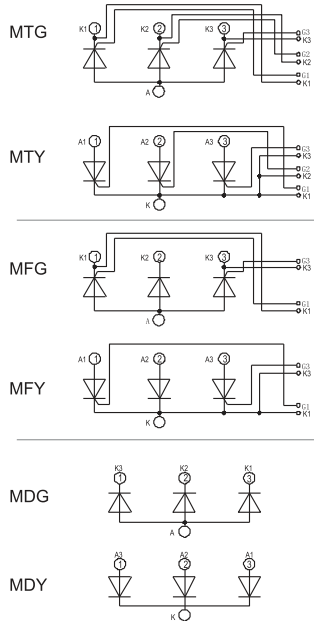 MTG
K1 1 K2 2 K3 3
G3
K3
G2
K2
G1
K1
A
MTY
A1 1 A2 2 A3 3
G3
K3
G2
K2
G1
K1
K
MFG
K1 1 K2 2 K3 3
G3
K3
G1
K1
A
MFY
A1 1 A2 2 A3 3
G3
K3
G1
K1
K
MDG
K3 K2 K1
1 2 3
A
MDY
A3 A2 A1
1 2 3
K